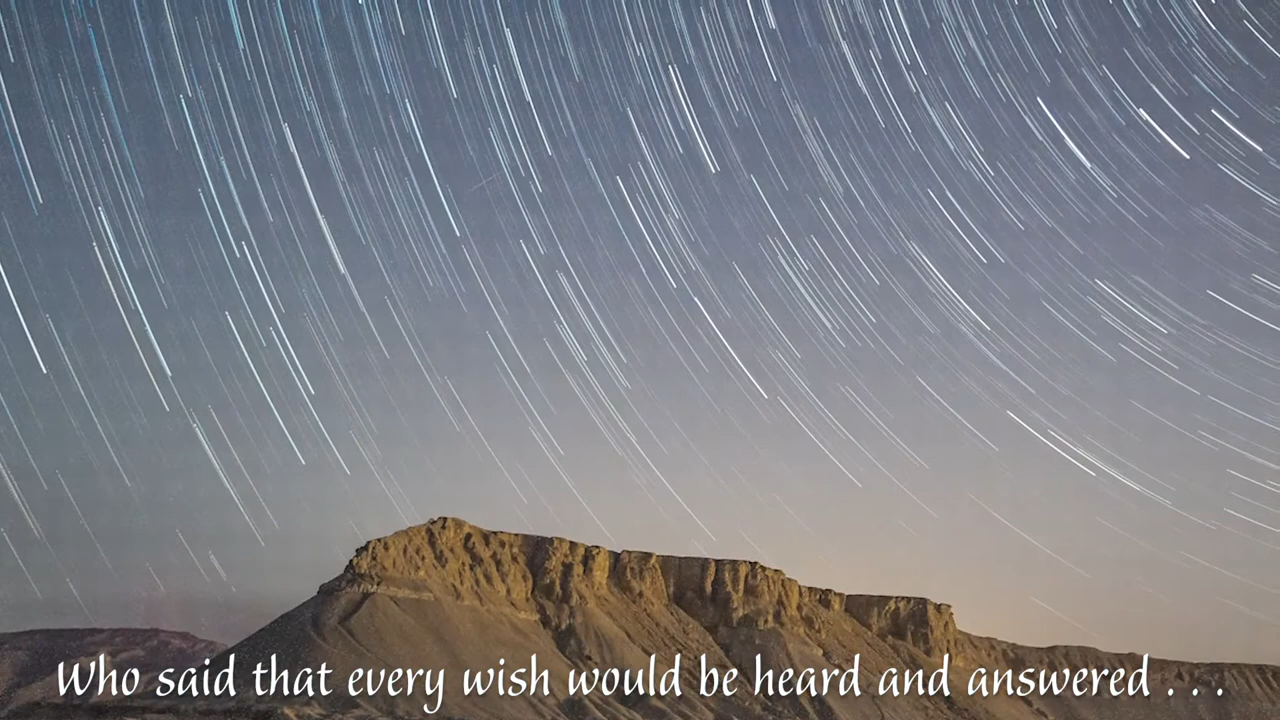 Who said that every wish would be heard and answered . . .